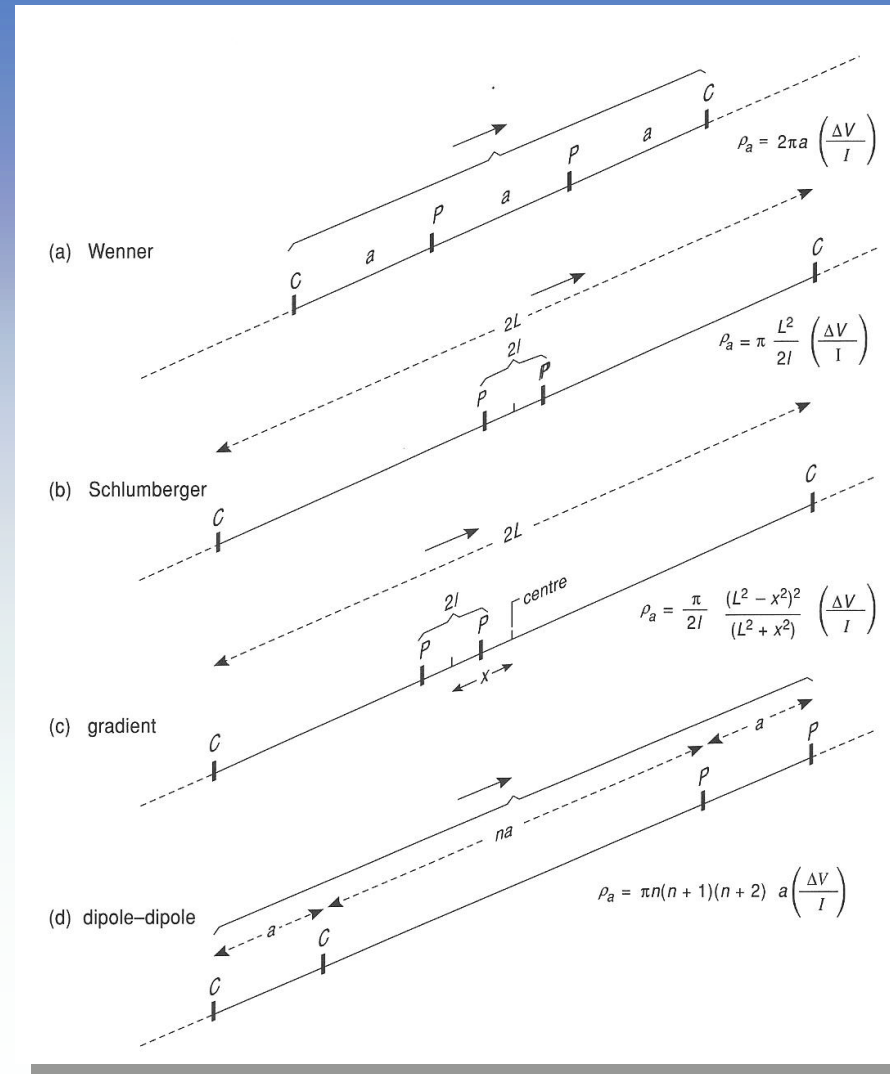 C
a
P
a
P
a
C
ρₐ = 2πa (ΔV/I)
(a) Wenner
2L
2l
P
P
C
C
ρₐ = π L²/2l (ΔV/I)
(b) Schlumberger
2L
2l
P
P
centre
x
C
C
ρₐ = π/2l (L² − x²)²/(L² + x²) (ΔV/I)
(c) gradient
a
na
a
C
C
P
P
ρₐ = πn(n + 1)(n + 2) a(ΔV/I)
(d) dipole–dipole